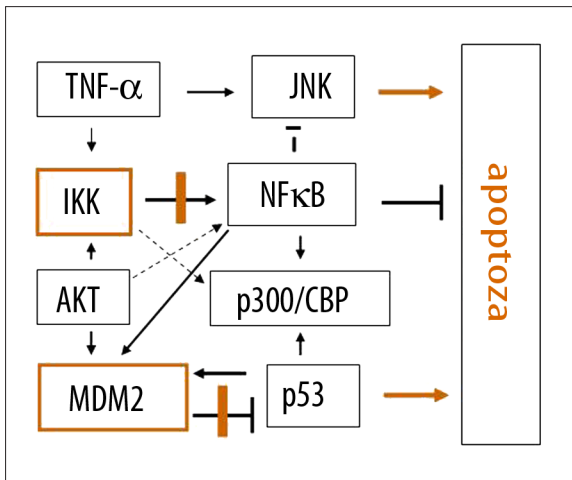 TNF-α
JNK
IKK
NFκB
AKT
p300/CBP
MDM2
p53
apoptoza